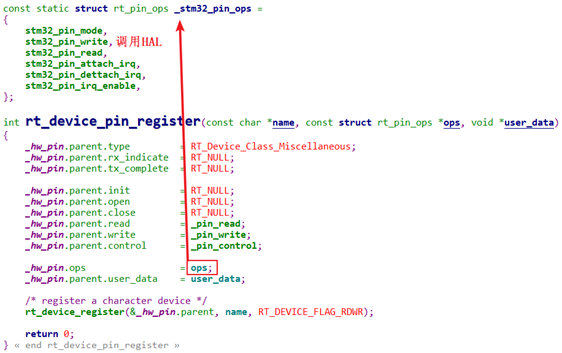 const static struct rt_pin_ops _stm32_pin_ops =
{
    stm32_pin_mode,
    stm32_pin_write, 调用HAL
    stm32_pin_read,
    stm32_pin_attach_irq,
    stm32_pin_dettach_irq,
    stm32_pin_irq_enable,
};
int rt_device_pin_register(const char *name, const struct rt_pin_ops *ops, void *user_data)
{
    _hw_pin.parent.type = RT_Device_Class_Miscellaneous;
    _hw_pin.parent.rx_indicate = RT_NULL;
    _hw_pin.parent.tx_complete = RT_NULL;
    _hw_pin.parent.init = RT_NULL;
    _hw_pin.parent.open = RT_NULL;
    _hw_pin.parent.close = RT_NULL;
    _hw_pin.parent.read = _pin_read;
    _hw_pin.parent.write = _pin_write;
    _hw_pin.parent.control = _pin_control;
    _hw_pin.ops = ops;
    _hw_pin.parent.user_data = user_data;
    /* register a character device */
    rt_device_register(&_hw_pin.parent, name, RT_DEVICE_FLAG_RDWR);
    return 0;
} « end rt_device_pin_register »